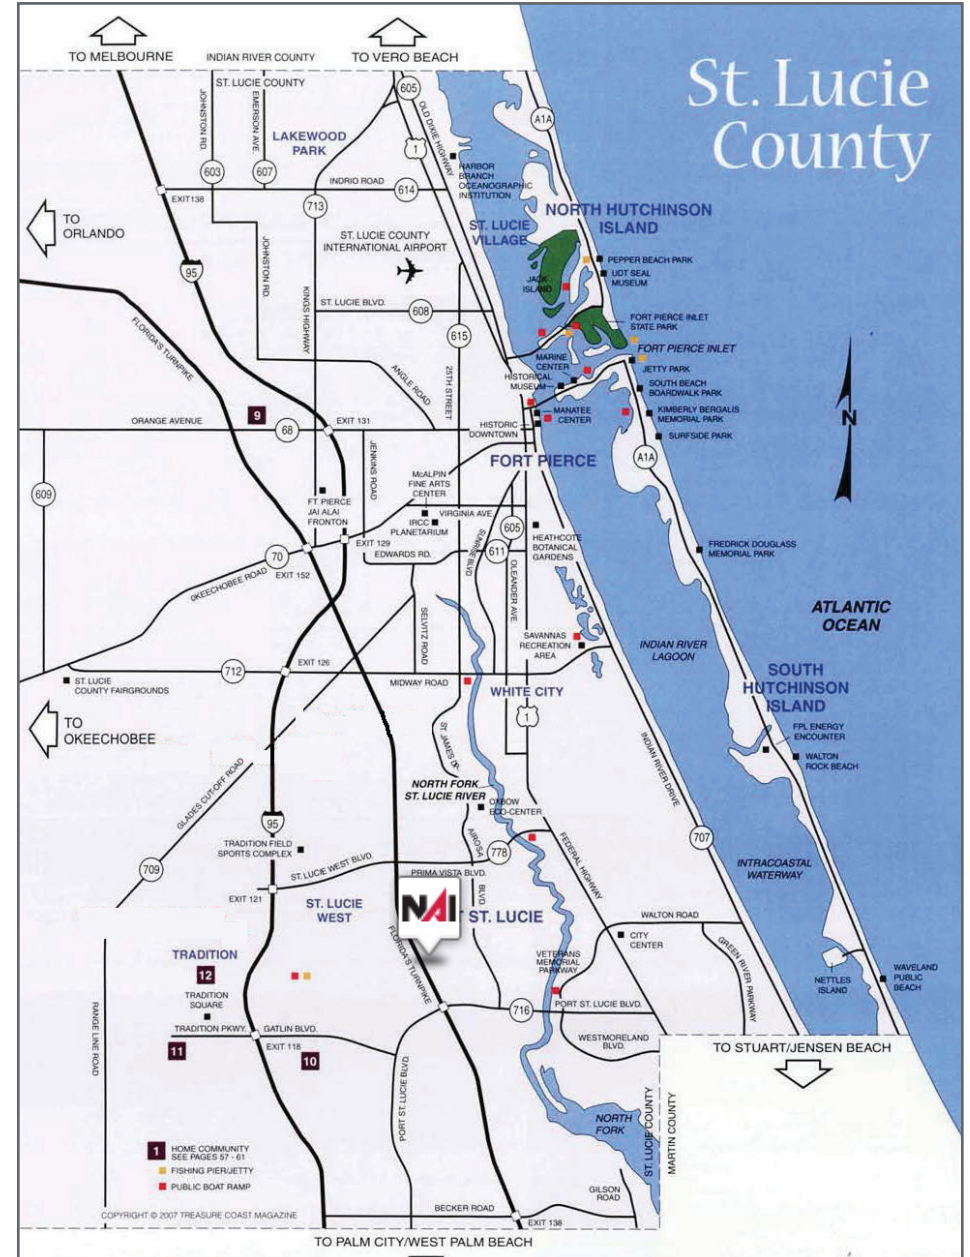 TO MELBOURNE
INDIAN RIVER COUNTY
TO VERO BEACH
ST. LUCIE COUNTY
St. Lucie
County
JOHNSTON RD.
EMERSON AVE.
605
OLD DIXIE HIGHWAY
A1A
LAKEWOOD
PARK
1
HARBOR
BRANCH
OCEANOGRAPHIC
INSTITUTION
603
607
INDRIO ROAD
614
EXIT 138
713
TO
ORLANDO
NORTH HUTCHINSON
ISLAND
ST. LUCIE
VILLAGE
ST. LUCIE COUNTY
INTERNATIONAL AIRPORT
JOHNSTON RD.
95
PEPPER BEACH PARK
UDT SEAL
MUSEUM
JACK
ISLAND
KINGS HIGHWAY
ST. LUCIE BLVD.
608
615
FORT PIERCE INLET
STATE PARK
FLORIDA'S TURNPIKE
FORT PIERCE INLET
MARINE
CENTER
JETTY PARK
HISTORICAL
MUSEUM
SOUTH BEACH
BOARDWALK PARK
ANGLE ROAD
25TH STREET
9
ORANGE AVENUE
68
EXIT 131
HISTORIC
DOWNTOWN
MANATEE
CENTER
KIMBERLY BERGALIS
MEMORIAL PARK
SURFSIDE PARK
N
JENKINS ROAD
FORT PIERCE
A1A
609
McALPIN
FINE ARTS
CENTER
FT. PIERCE
JAI ALAI
FRONTON
VIRGINIA AVE.
IRCC
PLANETARIUM
605
HEATHCOTE
BOTANICAL
GARDENS
SUNRISE BLVD
611
EXIT 129
EDWARDS RD.
FREDRICK DOUGLASS
MEMORIAL PARK
70
EXIT 152
OKEECHOBEE ROAD
OLEANDER AVE.
SELVITZ ROAD
ATLANTIC
OCEAN
SAVANNAS
RECREATION
AREA
INDIAN RIVER
LAGOON
712
EXIT 126
ST. LUCIE
COUNTY FAIRGROUNDS
MIDWAY ROAD
WHITE CITY
SOUTH
HUTCHINSON
ISLAND
TO
OKEECHOBEE
1
ST. JAMES DR.
FPL ENERGY
ENCOUNTER
WALTON
ROCK BEACH
INDIAN RIVER DRIVE
GLADES CUT-OFF ROAD
NORTH FORK
ST. LUCIE RIVER
OXBOW
ECO-CENTER
95
AIROSA
BLVD.
778
FEDERAL HIGHWAY
707
TRADITION FIELD
SPORTS COMPLEX
ST. LUCIE WEST BLVD.
709
PRIMA VISTA BLVD.
INTRACOASTAL
WATERWAY
EXIT 121
ST. LUCIE
WEST
NAI
ST. LUCIE
WALTON ROAD
CITY
CENTER
GREEN RIVER PARKWAY
TRADITION
12
FLORIDA'S TURNPIKE
VETERANS
MEMORIAL
PARKWAY
NETTLES
ISLAND
WAVELAND
PUBLIC
BEACH
TRADITION
SQUARE
RANGE LINE ROAD
716
PORT ST. LUCIE BLVD.
TRADITION PKWY.
GATLIN BLVD.
EXIT 118
11
10
WESTMORELAND
BLVD.
TO STUART/JENSEN BEACH
PORT ST. LUCIE BLVD.
NORTH
FORK
ST. LUCIE COUNTY
MARTIN COUNTY
1
HOME COMMUNITY
SEE PAGES 57 - 61
FISHING PIER/JETTY
PUBLIC BOAT RAMP
GILSON
ROAD
COPYRIGHT © 2007 TREASURE COAST MAGAZINE
BECKER ROAD
EXIT 138
TO PALM CITY/WEST PALM BEACH